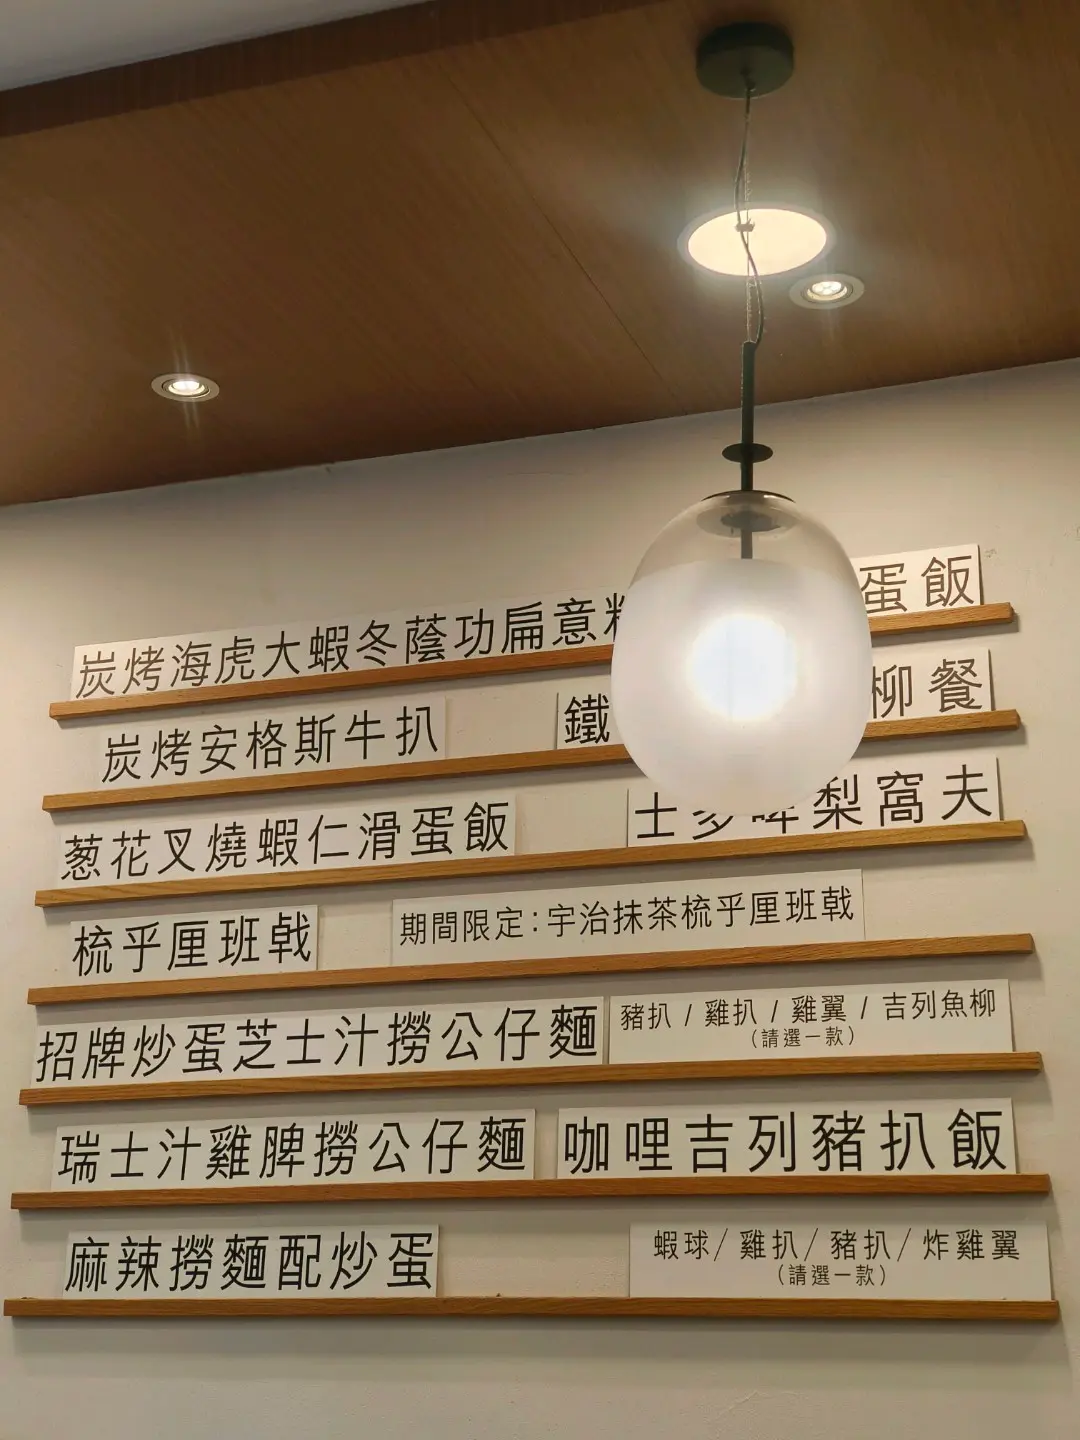 炭烤海虎大蝦冬蔭功扁意 蛋飯
炭烤安格斯牛扒 鐵 柳餐
葱花叉燒蝦仁滑蛋飯 士多啤梨窩夫
梳乎厘班戟 期間限定:宇治抹茶梳乎厘班戟
招牌炒蛋芝士汁撈公仔麵 豬扒 / 雞扒 / 雞翼 / 吉列魚柳
(請選一款)
瑞士汁雞髀撈公仔麵 咖哩吉列豬扒飯
麻辣撈麵配炒蛋 蝦球/ 雞扒/ 豬扒/ 炸雞翼
(請選一款)